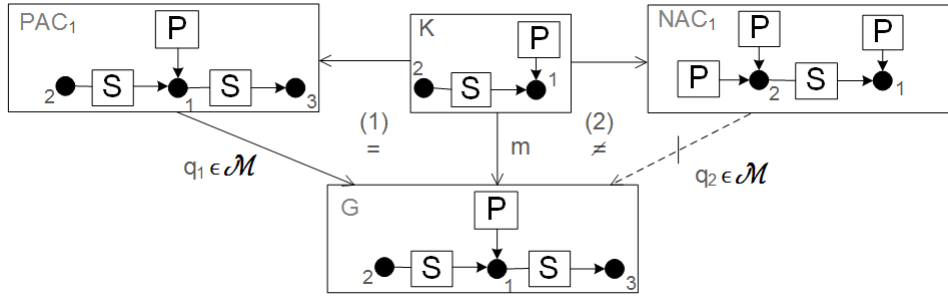 PAC₁
P
2 S 1 S 3
K
P
2 S 1
NAC₁
P P
P 2 S 1
(1)
=
m
(2)
≠
q₁ ϵ ℳ
q₂ ϵ ℳ
G
P
2 S 1 S 3